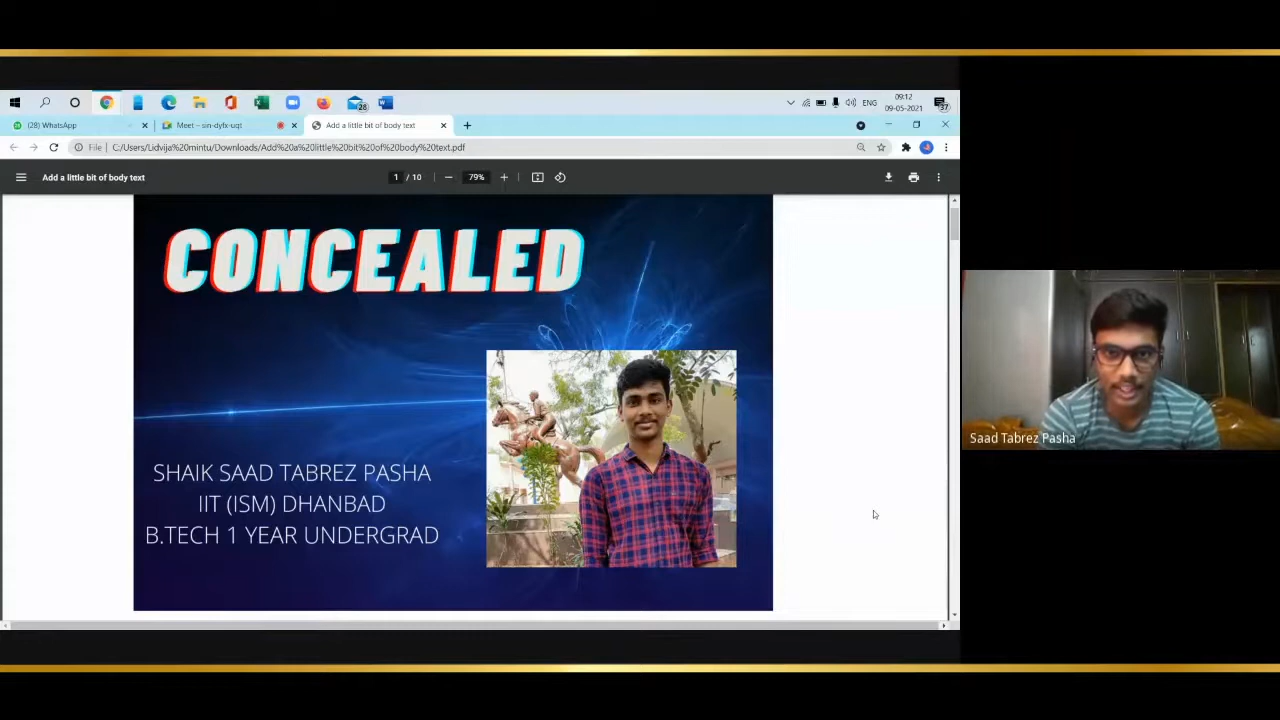 28
ENG
09:12
09-05-2021
37
(28) WhatsApp
Meet – sin-dyfx-uqt
Add a little bit of body text
File
C:/Users/Lidvija%20mintu/Downloads/Add%20a%20little%20bit%20of%20body%20text.pdf
Add a little bit of body text
1 / 10
79%
CONCEALED
SHAIK SAAD TABREZ PASHA
IIT (ISM) DHANBAD
B.TECH 1 YEAR UNDERGRAD
Saad Tabrez Pasha